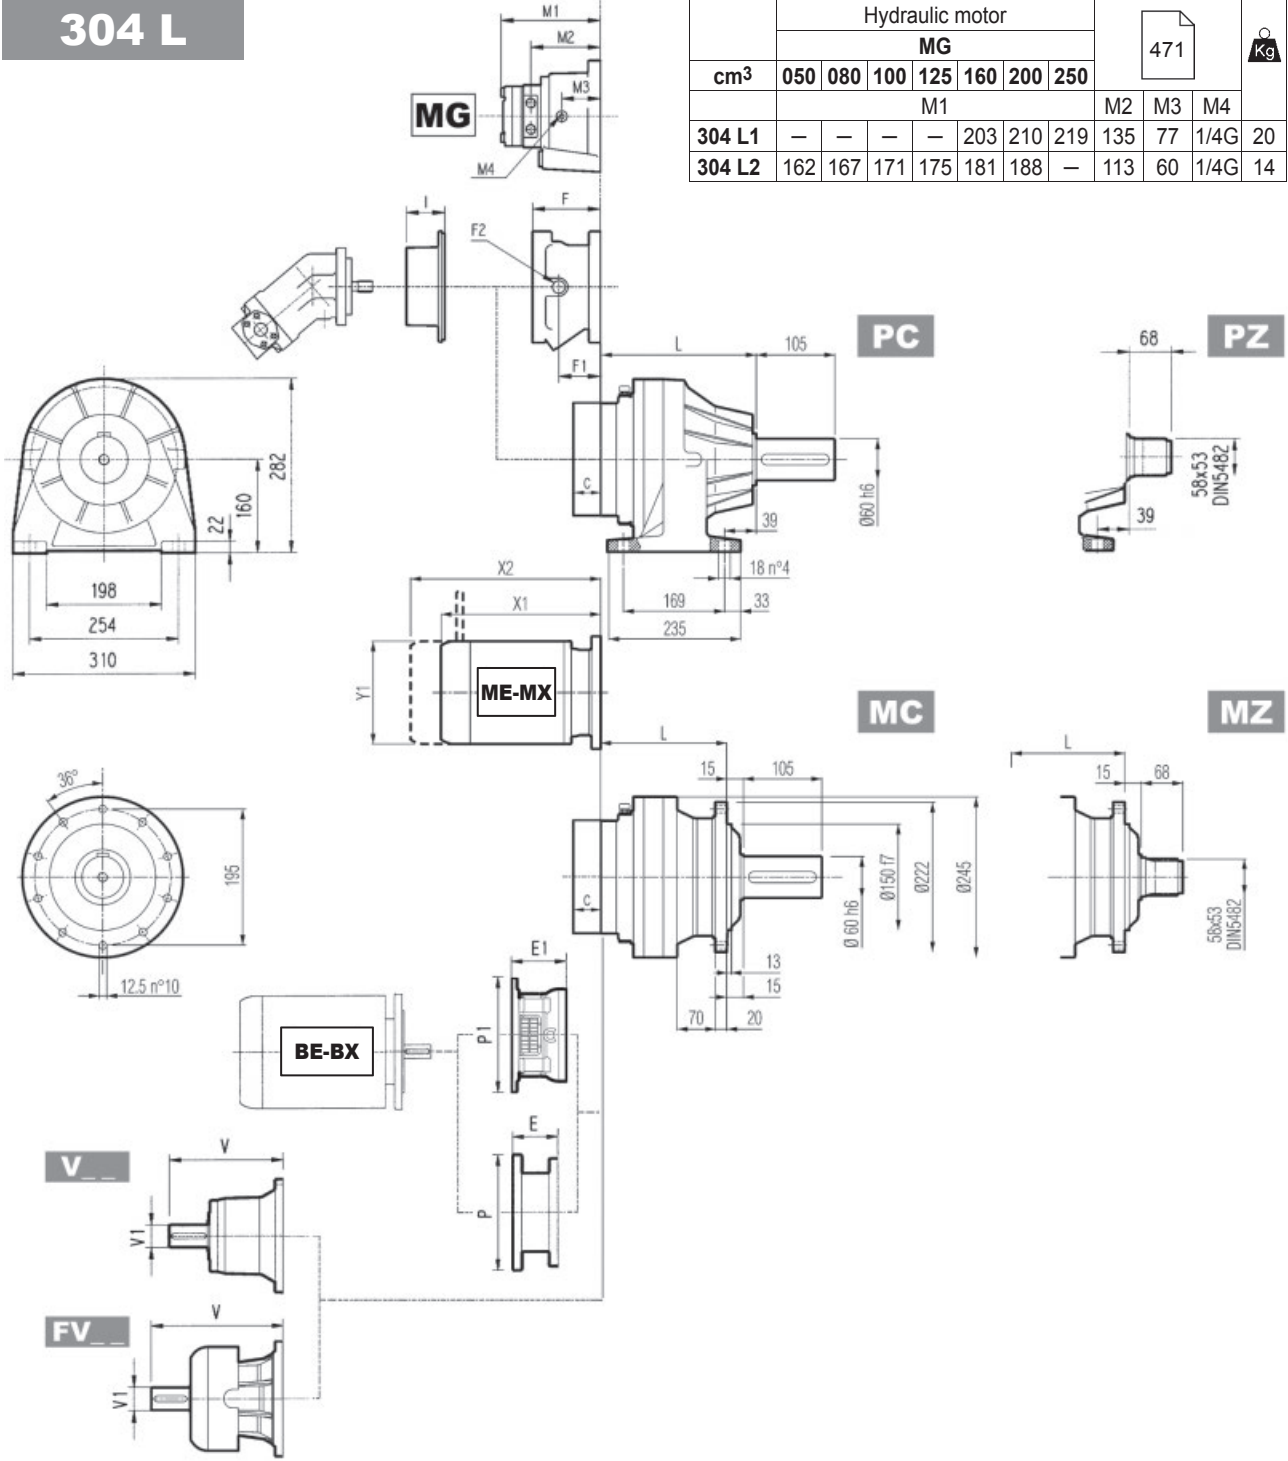 304 L
Hydraulic motor
MG
471
Kg
cm3 050 080 100 125 160 200 250
M1 M2 M3 M4
304 L1 — — — — 203 210 219 135 77 1/4G 20
304 L2 162 167 171 175 181 188 — 113 60 1/4G 14
M1
M2
M3
MG
M4
I
F
F2
F1
PC
PZ
L
105
68
C
Ø60 h6
39
18 n°4
169
33
235
58x53
DIN5482
39
282
160
22
198
254
310
X2
X1
Y1
ME-MX
MC
MZ
L
15
105
C
Ø 60 h6
Ø150 f7
Ø222
Ø245
13
15
70
20
L
15
68
58x53
DIN5482
36°
195
12.5 n°10
E1
P1
BE-BX
E
P
V_ _
V
V1
FV_ _
V
V1